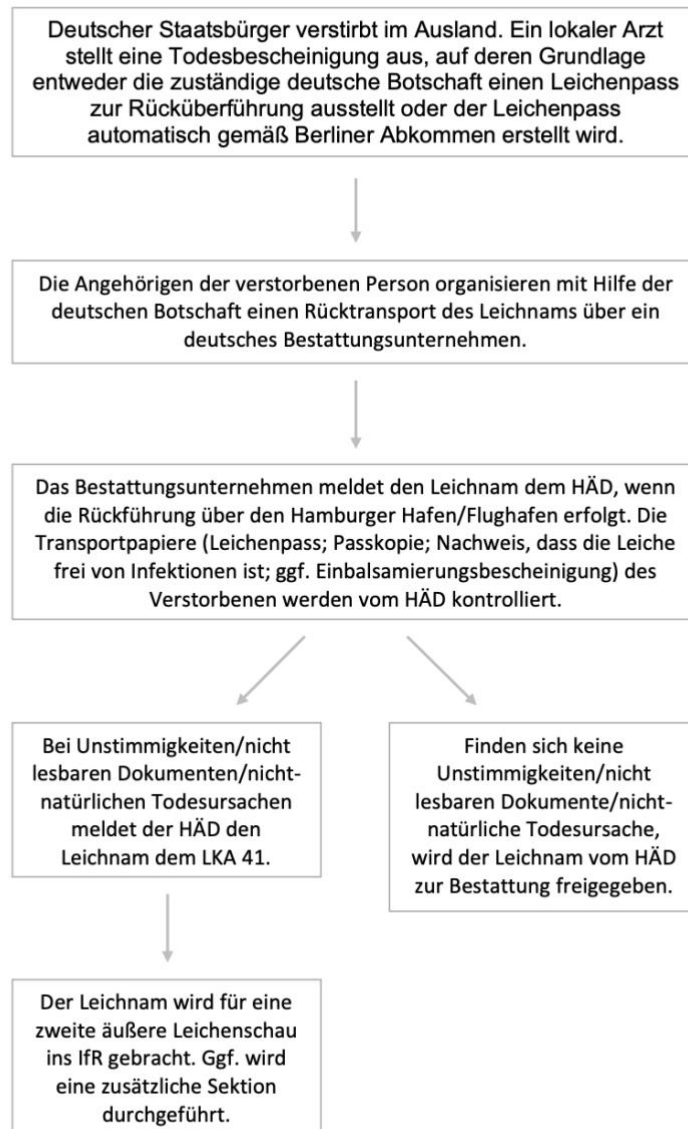 Deutscher Staatsbürger verstirbt im Ausland. Ein lokaler Arzt
stellt eine Todesbescheinigung aus, auf deren Grundlage
entweder die zuständige deutsche Botschaft einen Leichenpass
zur Rücküberführung ausstellt oder der Leichenpass
automatisch gemäß Berliner Abkommen erstellt wird.
Die Angehörigen der verstorbenen Person organisieren mit Hilfe der
deutschen Botschaft einen Rücktransport des Leichnams über ein
deutsches Bestattungsunternehmen.
Das Bestattungsunternehmen meldet den Leichnam dem HÄD, wenn
die Rückführung über den Hamburger Hafen/Flughafen erfolgt. Die
Transportpapiere (Leichenpass; Passkopie; Nachweis, dass die Leiche
frei von Infektionen ist; ggf. Einbalsamierungsbescheinigung) des
Verstorbenen werden vom HÄD kontrolliert.
Bei Unstimmigkeiten/nicht
lesbaren Dokumenten/nicht-
natürlichen Todesursachen
meldet der HÄD den
Leichnam dem LKA 41.
Finden sich keine
Unstimmigkeiten/nicht
lesbaren Dokumente/nicht-
natürliche Todesursache,
wird der Leichnam vom HÄD
zur Bestattung freigegeben.
Der Leichnam wird für eine
zweite äußere Leichenschau
ins IfR gebracht. Ggf. wird
eine zusätzliche Sektion
durchgeführt.